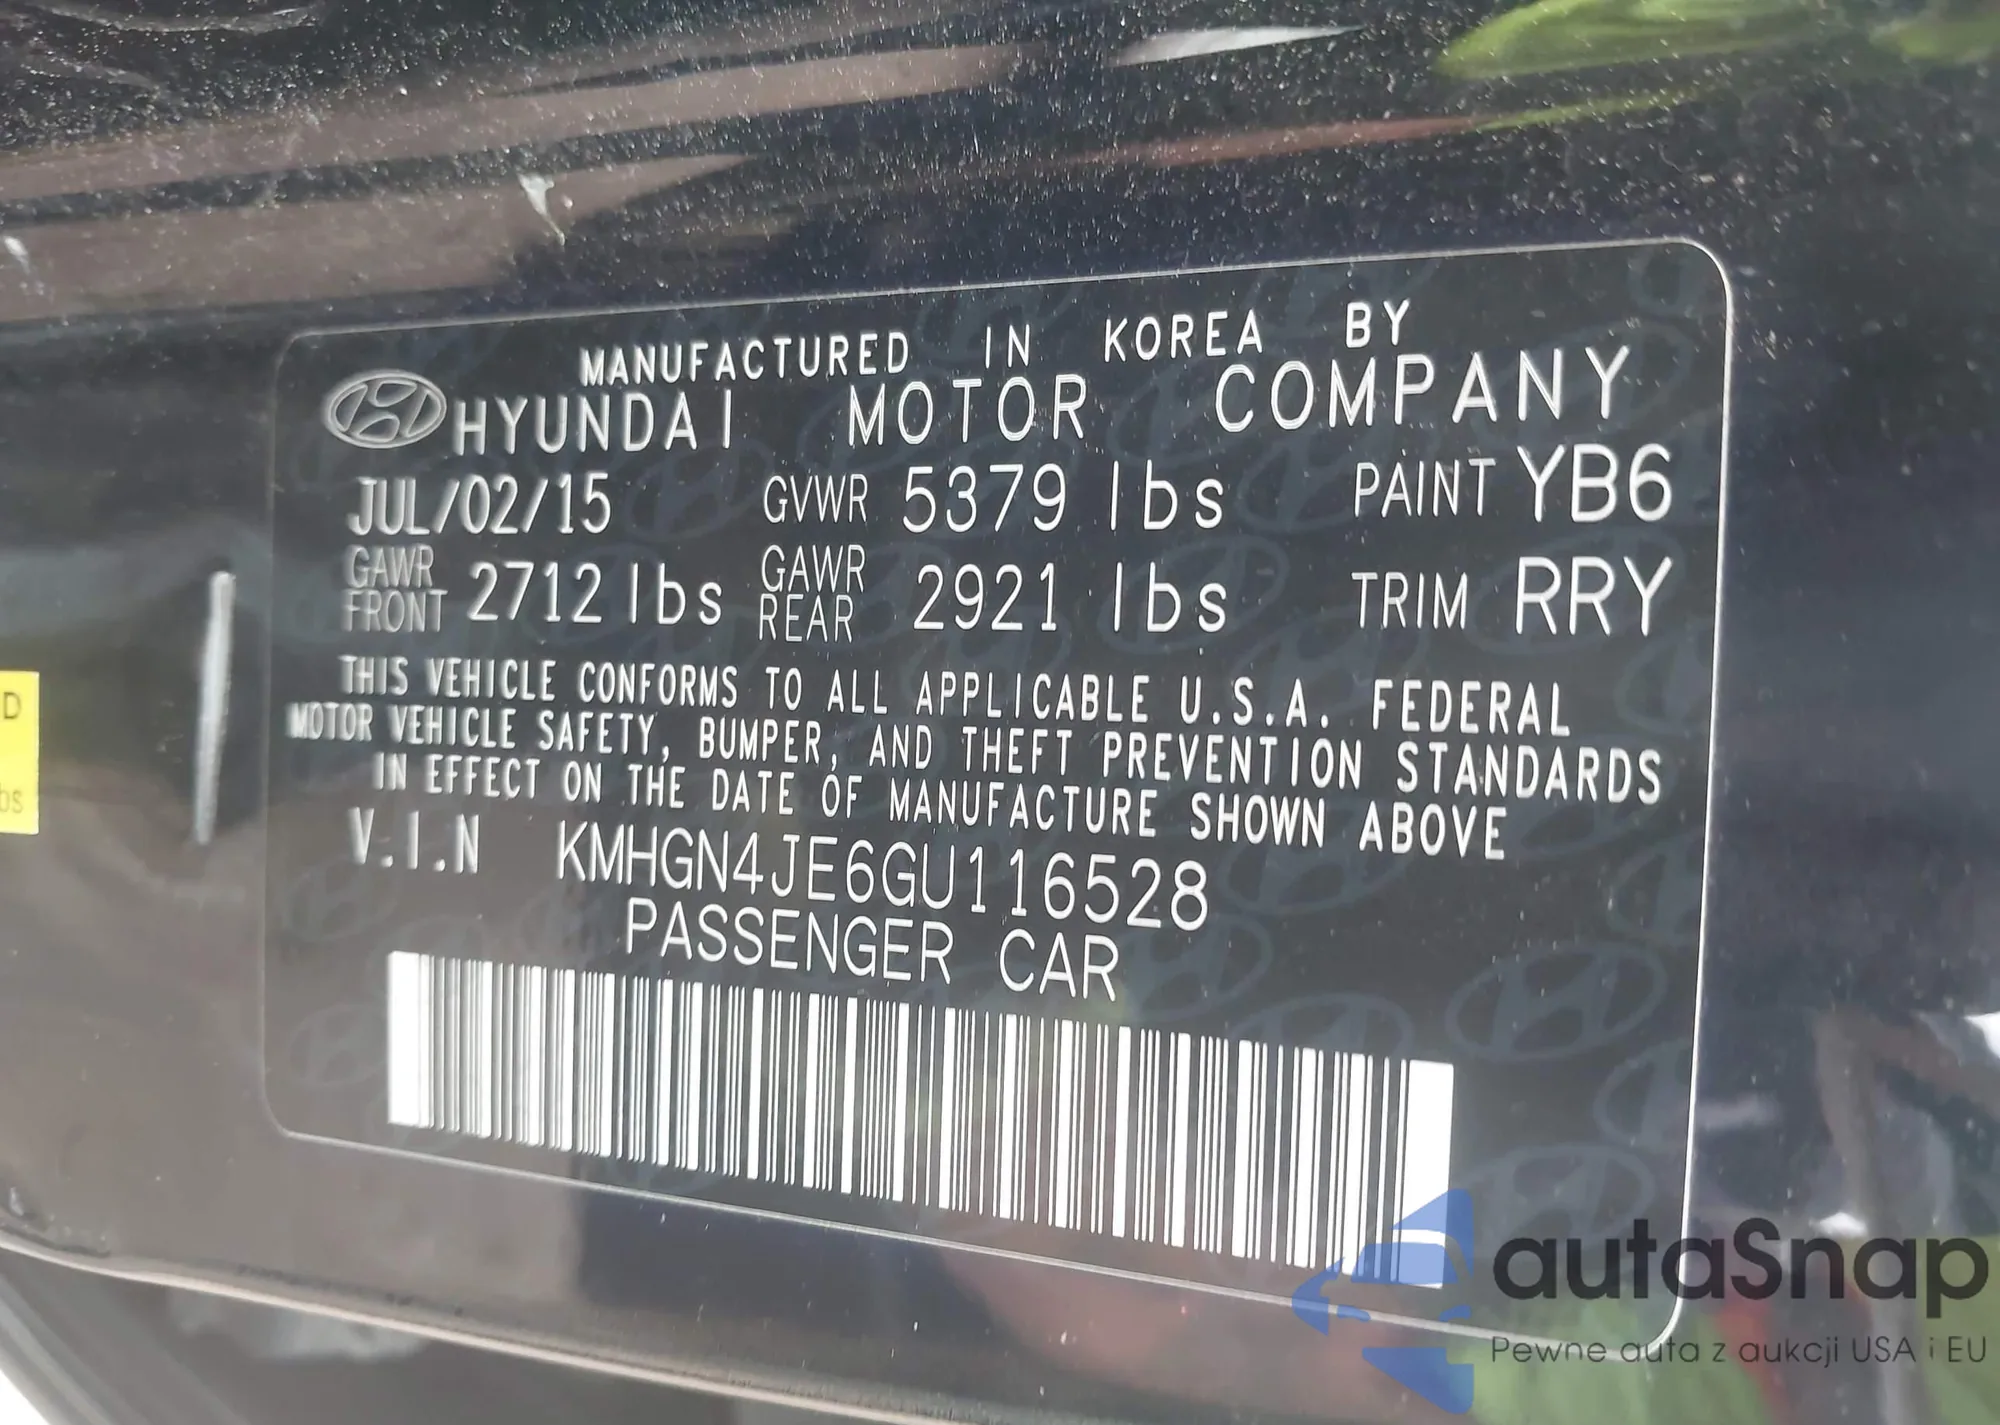 MANUFACTURED IN KOREA BY
HYUNDAI MOTOR COMPANY
JUL/02/15 GVWR 5379 lbs PAINT YB6
GAWR FRONT 2712 lbs GAWR REAR 2921 lbs TRIM RRY
THIS VEHICLE CONFORMS TO ALL APPLICABLE U.S.A. FEDERAL
MOTOR VEHICLE SAFETY, BUMPER, AND THEFT PREVENTION STANDARDS
IN EFFECT ON THE DATE OF MANUFACTURE SHOWN ABOVE
V.I.N KMHGN4JE6GU116528
PASSENGER CAR
D
bs
autaSnap
Pewne auta z aukcji USA i EU